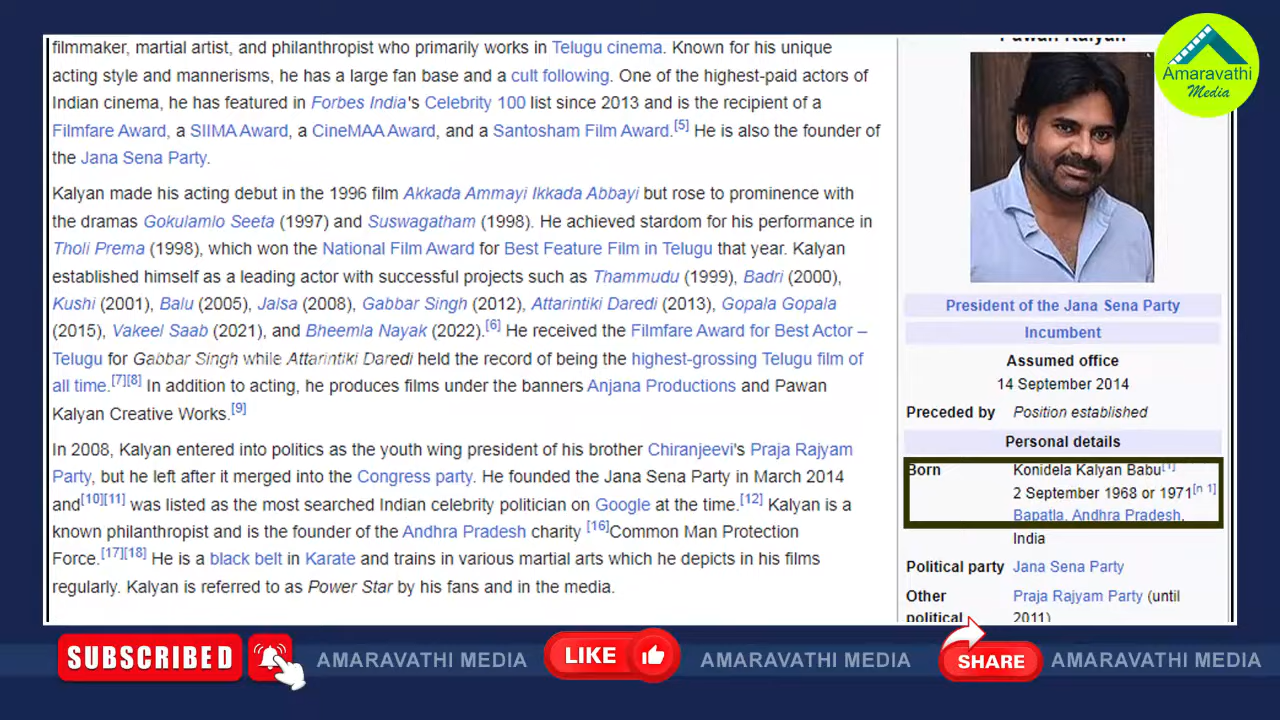 filmmaker, martial artist, and philanthropist who primarily works in Telugu cinema. Known for his unique
acting style and mannerisms, he has a large fan base and a cult following. One of the highest-paid actors of
Indian cinema, he has featured in Forbes India's Celebrity 100 list since 2013 and is the recipient of a
Filmfare Award, a SIIMA Award, a CineMAA Award, and a Santosham Film Award.[5] He is also the founder of
the Jana Sena Party.
Kalyan made his acting debut in the 1996 film Akkada Ammayi Ikkada Abbayi but rose to prominence with
the dramas Gokulamlo Seeta (1997) and Suswagatham (1998). He achieved stardom for his performance in
Tholi Prema (1998), which won the National Film Award for Best Feature Film in Telugu that year. Kalyan
established himself as a leading actor with successful projects such as Thammudu (1999), Badri (2000),
Kushi (2001), Balu (2005), Jalsa (2008), Gabbar Singh (2012), Attarintiki Daredi (2013), Gopala Gopala
(2015), Vakeel Saab (2021), and Bheemla Nayak (2022).[6] He received the Filmfare Award for Best Actor –
Telugu for Gabbar Singh while Attarintiki Daredi held the record of being the highest-grossing Telugu film of
all time.[7][8] In addition to acting, he produces films under the banners Anjana Productions and Pawan
Kalyan Creative Works.[9]
In 2008, Kalyan entered into politics as the youth wing president of his brother Chiranjeevi's Praja Rajyam
Party, but he left after it merged into the Congress party. He founded the Jana Sena Party in March 2014
and[10][11] was listed as the most searched Indian celebrity politician on Google at the time.[12] Kalyan is a
known philanthropist and is the founder of the Andhra Pradesh charity [16]Common Man Protection
Force.[17][18] He is a black belt in Karate and trains in various martial arts which he depicts in his films
regularly. Kalyan is referred to as Power Star by his fans and in the media.
Pawan Kalyan
President of the Jana Sena Party
Incumbent
Assumed office
14 September 2014
Preceded by Position established
Personal details
Born Konidela Kalyan Babu[1]
2 September 1968 or 1971[n 1]
Bapatla, Andhra Pradesh,
India
Political party Jana Sena Party
Other Praja Rajyam Party (until
political 2011)
Amaravathi
Media
SUBSCRIBED AMARAVATHI MEDIA LIKE AMARAVATHI MEDIA SHARE AMARAVATHI MEDIA